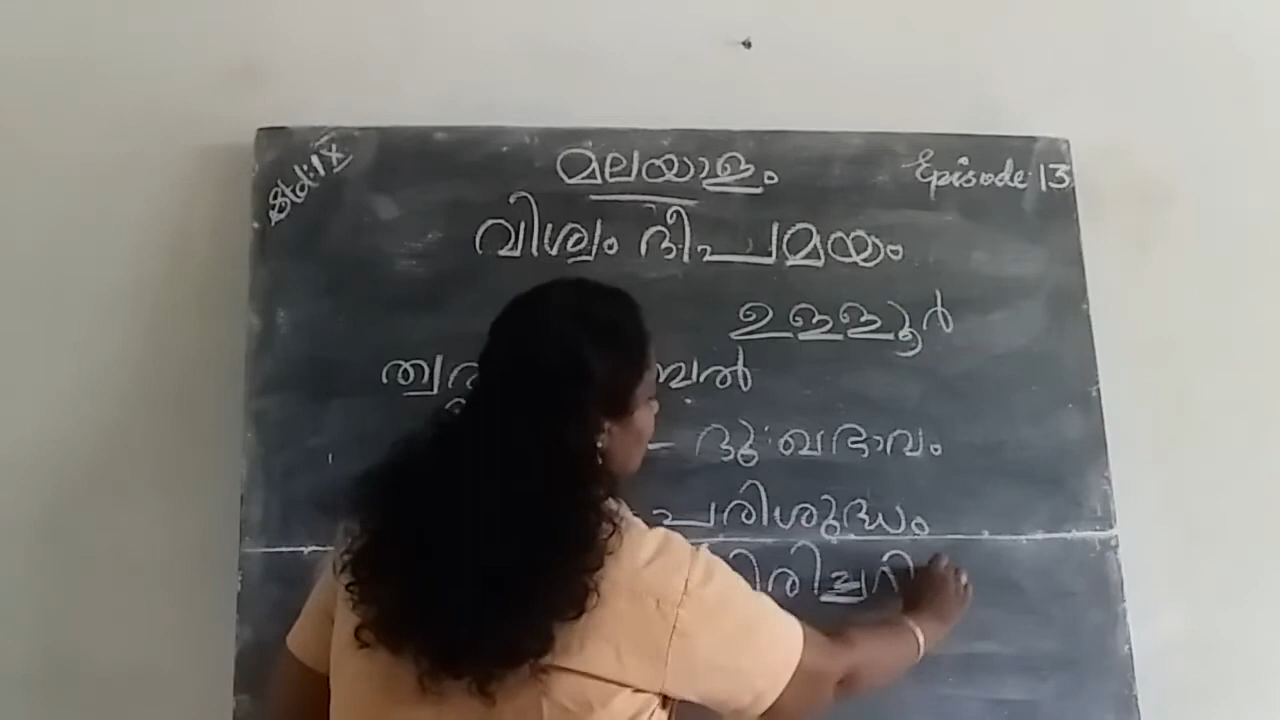 Std: IX
മലയാളം
Episode: 13
വിശ്വം ദീപമയം
ഉള്ളൂർ
– ദുഃഖഭാവം
- പരിശുദ്ധം